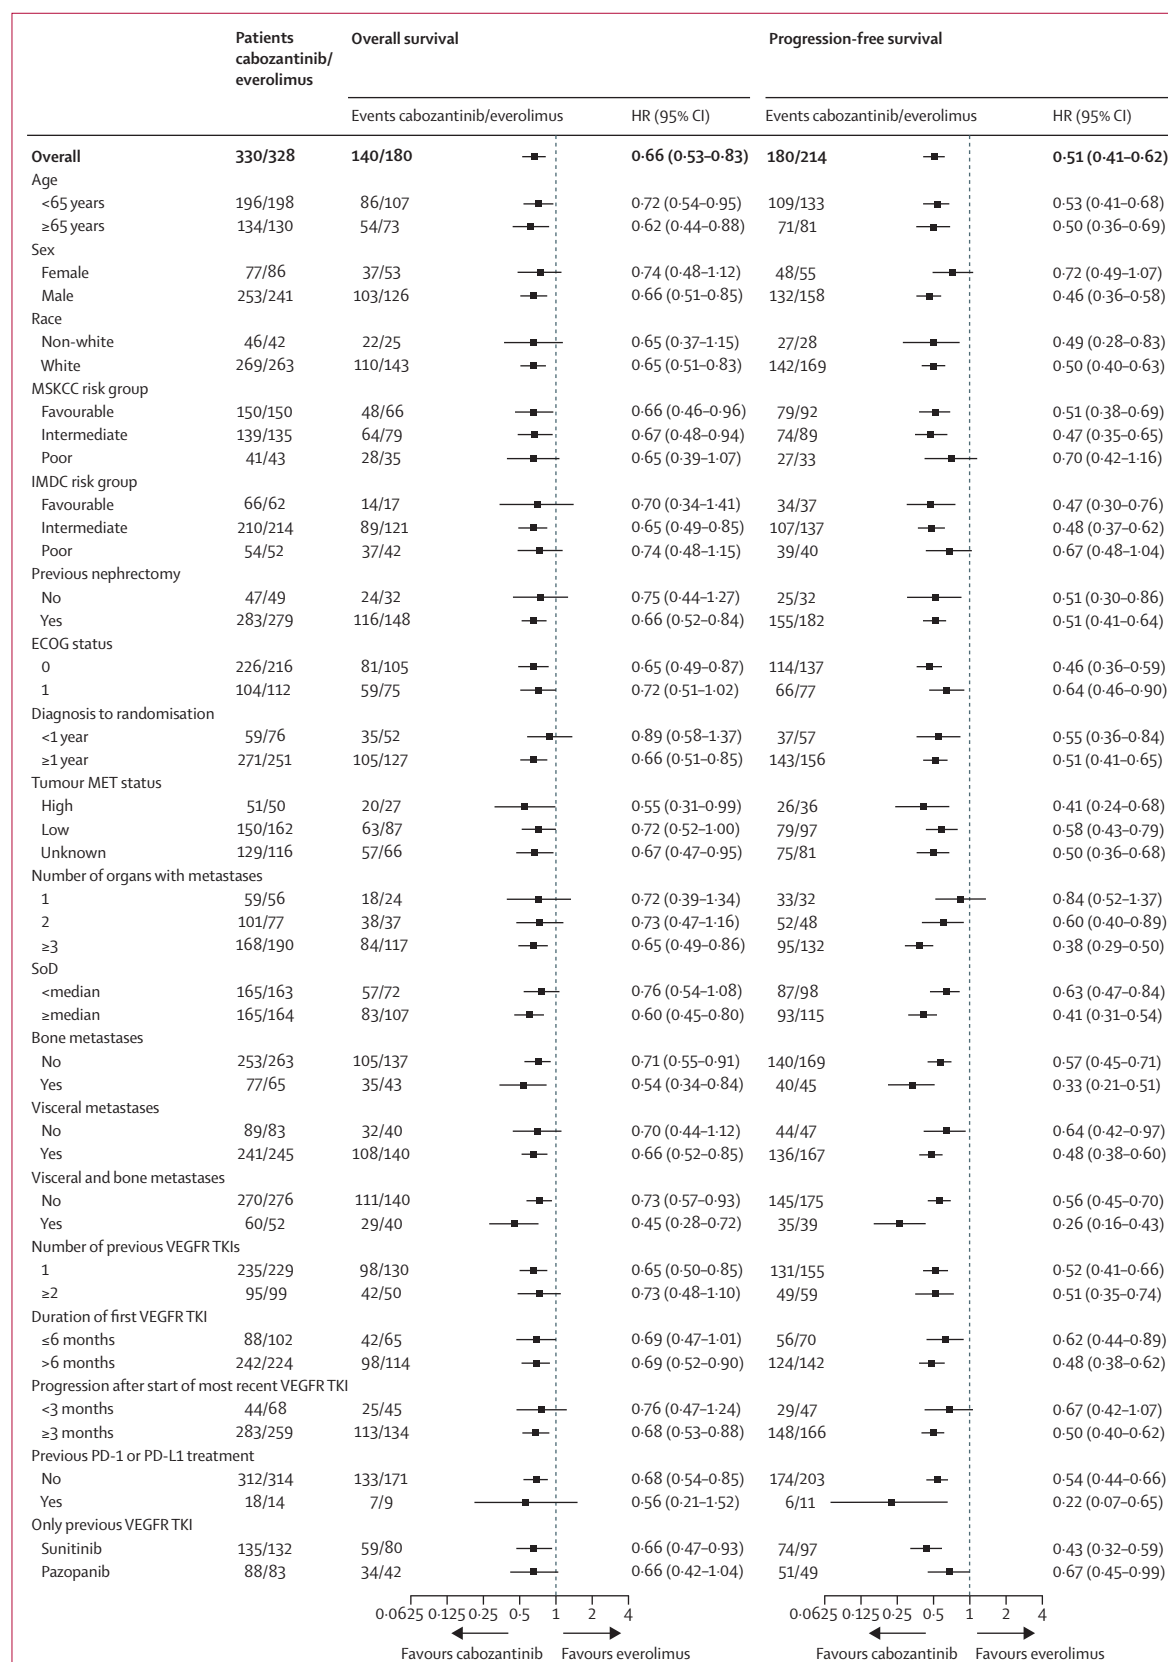 Patients Overall survival Progression-free survival
cabozantinib/
everolimus
Events cabozantinib/everolimus HR (95% CI) Events cabozantinib/everolimus HR (95% CI)
Overall 330/328 140/180 0·66 (0·53–0·83) 180/214 0·51 (0·41–0·62)
Age
<65 years 196/198 86/107 0·72 (0·54–0·95) 109/133 0·53 (0·41–0·68)
≥65 years 134/130 54/73 0·62 (0·44–0·88) 71/81 0·50 (0·36–0·69)
Sex
Female 77/86 37/53 0·74 (0·48–1·12) 48/55 0·72 (0·49–1·07)
Male 253/241 103/126 0·66 (0·51–0·85) 132/158 0·46 (0·36–0·58)
Race
Non-white 46/42 22/25 0·65 (0·37–1·15) 27/28 0·49 (0·28–0·83)
White 269/263 110/143 0·65 (0·51–0·83) 142/169 0·50 (0·40–0·63)
MSKCC risk group
Favourable 150/150 48/66 0·66 (0·46–0·96) 79/92 0·51 (0·38–0·69)
Intermediate 139/135 64/79 0·67 (0·48–0·94) 74/89 0·47 (0·35–0·65)
Poor 41/43 28/35 0·65 (0·39–1·07) 27/33 0·70 (0·42–1·16)
IMDC risk group
Favourable 66/62 14/17 0·70 (0·34–1·41) 34/37 0·47 (0·30–0·76)
Intermediate 210/214 89/121 0·65 (0·49–0·85) 107/137 0·48 (0·37–0·62)
Poor 54/52 37/42 0·74 (0·48–1·15) 39/40 0·67 (0·48–1·04)
Previous nephrectomy
No 47/49 24/32 0·75 (0·44–1·27) 25/32 0·51 (0·30–0·86)
Yes 283/279 116/148 0·66 (0·52–0·84) 155/182 0·51 (0·41–0·64)
ECOG status
0 226/216 81/105 0·65 (0·49–0·87) 114/137 0·46 (0·36–0·59)
1 104/112 59/75 0·72 (0·51–1·02) 66/77 0·64 (0·46–0·90)
Diagnosis to randomisation
<1 year 59/76 35/52 0·89 (0·58–1·37) 37/57 0·55 (0·36–0·84)
≥1 year 271/251 105/127 0·66 (0·51–0·85) 143/156 0·51 (0·41–0·65)
Tumour MET status
High 51/50 20/27 0·55 (0·31–0·99) 26/36 0·41 (0·24–0·68)
Low 150/162 63/87 0·72 (0·52–1·00) 79/97 0·58 (0·43–0·79)
Unknown 129/116 57/66 0·67 (0·47–0·95) 75/81 0·50 (0·36–0·68)
Number of organs with metastases
1 59/56 18/24 0·72 (0·39–1·34) 33/32 0·84 (0·52–1·37)
2 101/77 38/37 0·73 (0·47–1·16) 52/48 0·60 (0·40–0·89)
≥3 168/190 84/117 0·65 (0·49–0·86) 95/132 0·38 (0·29–0·50)
SoD
<median 165/163 57/72 0·76 (0·54–1·08) 87/98 0·63 (0·47–0·84)
≥median 165/164 83/107 0·60 (0·45–0·80) 93/115 0·41 (0·31–0·54)
Bone metastases
No 253/263 105/137 0·71 (0·55–0·91) 140/169 0·57 (0·45–0·71)
Yes 77/65 35/43 0·54 (0·34–0·84) 40/45 0·33 (0·21–0·51)
Visceral metastases
No 89/83 32/40 0·70 (0·44–1·12) 44/47 0·64 (0·42–0·97)
Yes 241/245 108/140 0·66 (0·52–0·85) 136/167 0·48 (0·38–0·60)
Visceral and bone metastases
No 270/276 111/140 0·73 (0·57–0·93) 145/175 0·56 (0·45–0·70)
Yes 60/52 29/40 0·45 (0·28–0·72) 35/39 0·26 (0·16–0·43)
Number of previous VEGFR TKIs
1 235/229 98/130 0·65 (0·50–0·85) 131/155 0·52 (0·41–0·66)
≥2 95/99 42/50 0·73 (0·48–1·10) 49/59 0·51 (0·35–0·74)
Duration of first VEGFR TKI
≤6 months 88/102 42/65 0·69 (0·47–1·01) 56/70 0·62 (0·44–0·89)
>6 months 242/224 98/114 0·69 (0·52–0·90) 124/142 0·48 (0·38–0·62)
Progression after start of most recent VEGFR TKI
<3 months 44/68 25/45 0·76 (0·47–1·24) 29/47 0·67 (0·42–1·07)
≥3 months 283/259 113/134 0·68 (0·53–0·88) 148/166 0·50 (0·40–0·62)
Previous PD-1 or PD-L1 treatment
No 312/314 133/171 0·68 (0·54–0·85) 174/203 0·54 (0·44–0·66)
Yes 18/14 7/9 0·56 (0·21–1·52) 6/11 0·22 (0·07–0·65)
Only previous VEGFR TKI
Sunitinib 135/132 59/80 0·66 (0·47–0·93) 74/97 0·43 (0·32–0·59)
Pazopanib 88/83 34/42 0·66 (0·42–1·04) 51/49 0·67 (0·45–0·99)
0·0625 0·125 0·25 0·5 1 2 4 0·0625 0·125 0·25 0·5 1 2 4
Favours cabozantinib Favours everolimus Favours cabozantinib Favours everolimus